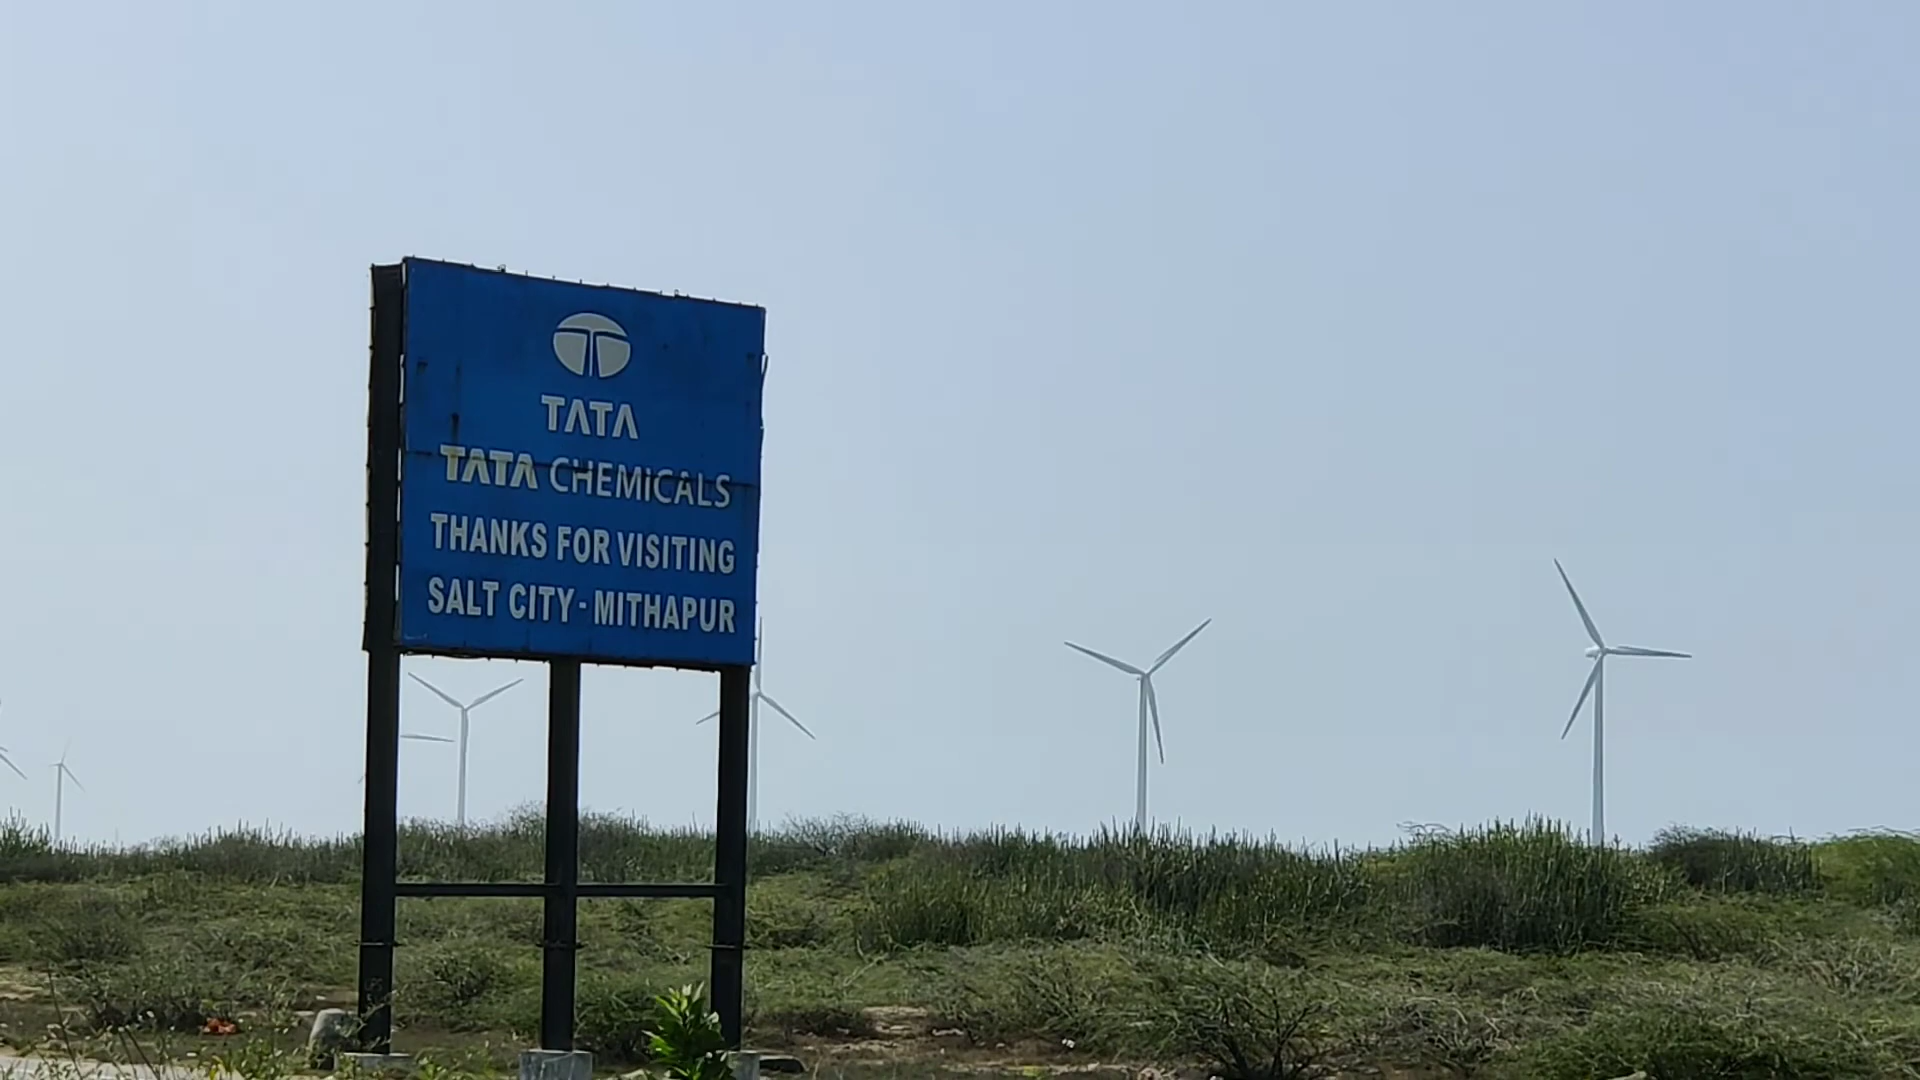 TATA
TATA CHEMICALS
THANKS FOR VISITING
SALT CITY - MITHAPUR